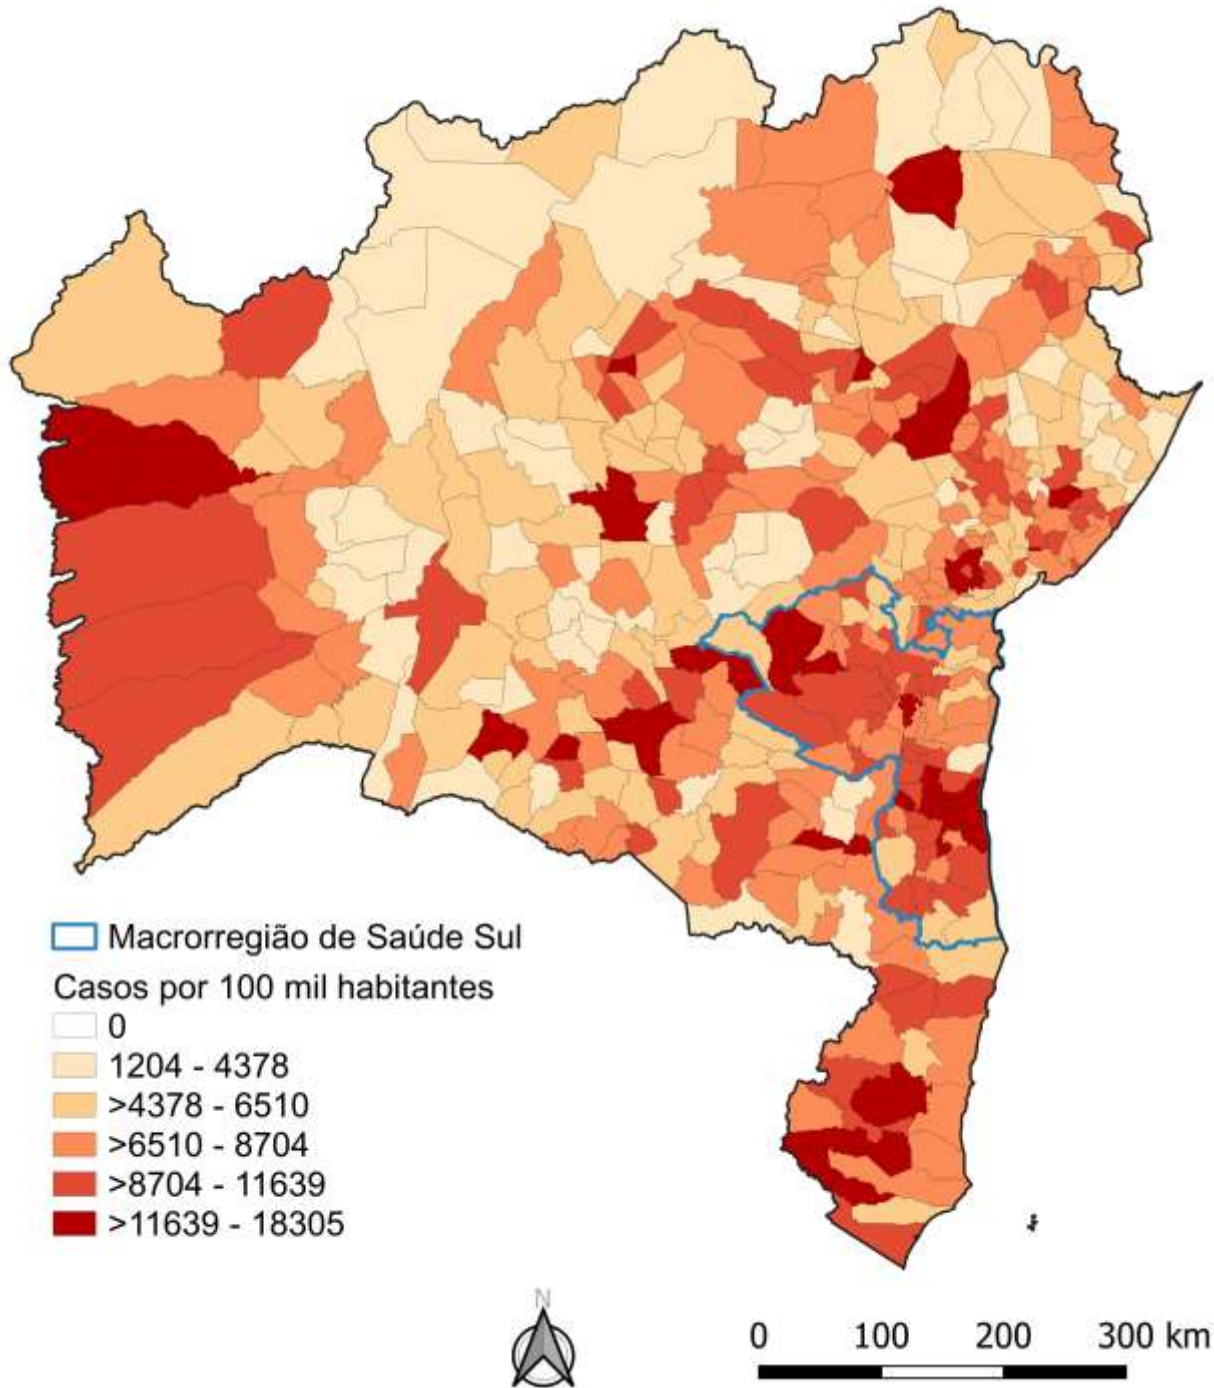 Macrorregião de Saúde Sul
Casos por 100 mil habitantes
0
1204 - 4378
>4378 - 6510
>6510 - 8704
>8704 - 11639
>11639 - 18305
N
0 100 200 300 km